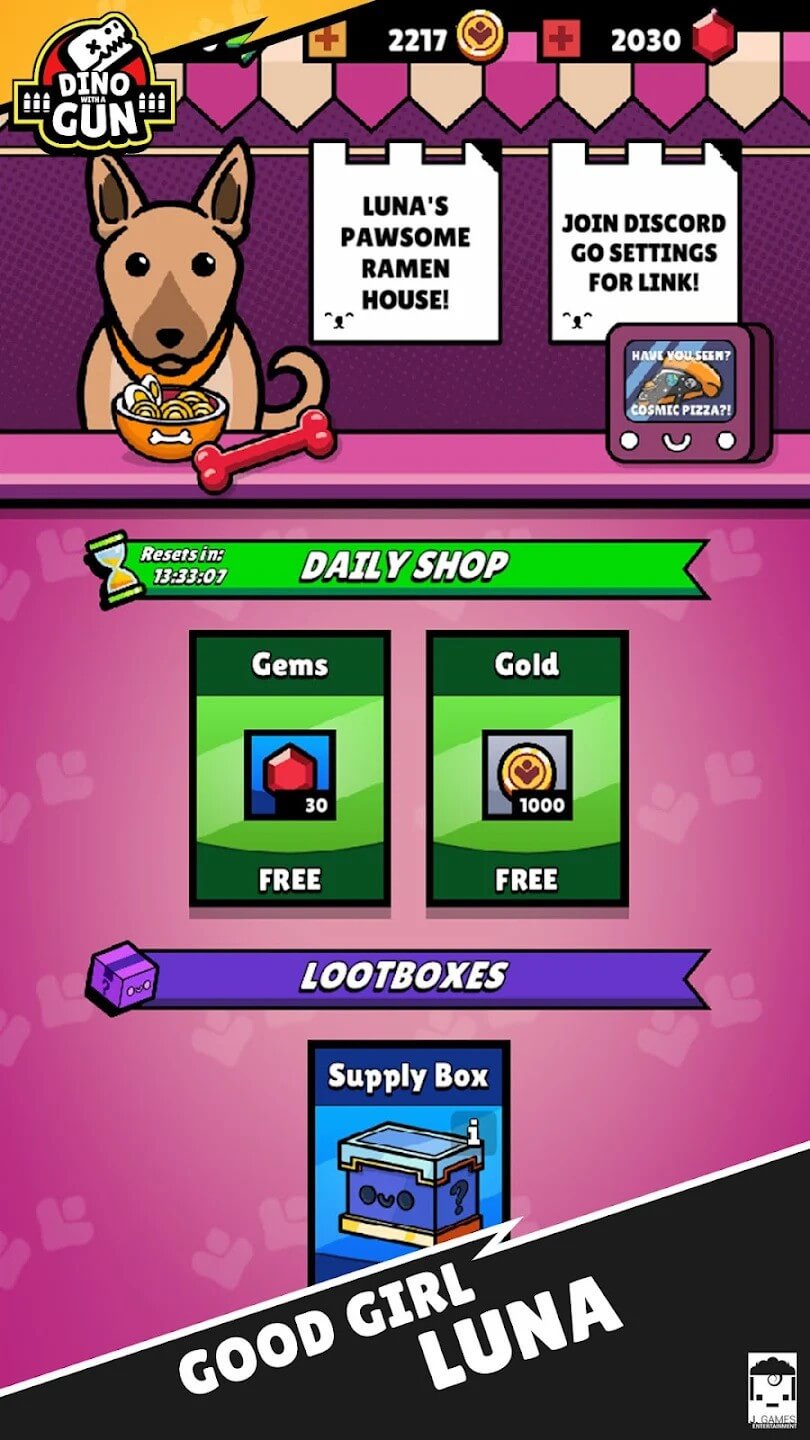 DINO
WITH A
GUN
2217
2030
LUNA'S
PAWSOME
RAMEN
HOUSE!
JOIN DISCORD
GO SETTINGS
FOR LINK!
HAVE YOU SEEN?
COSMIC PIZZA?!
Resets in:
13:33:07
DAILY SHOP
Gems
30
FREE
Gold
1000
FREE
LOOTBOXES
Supply Box
i
?
GOOD GIRL
LUNA
J. GAMES
ENTERTAINMENT